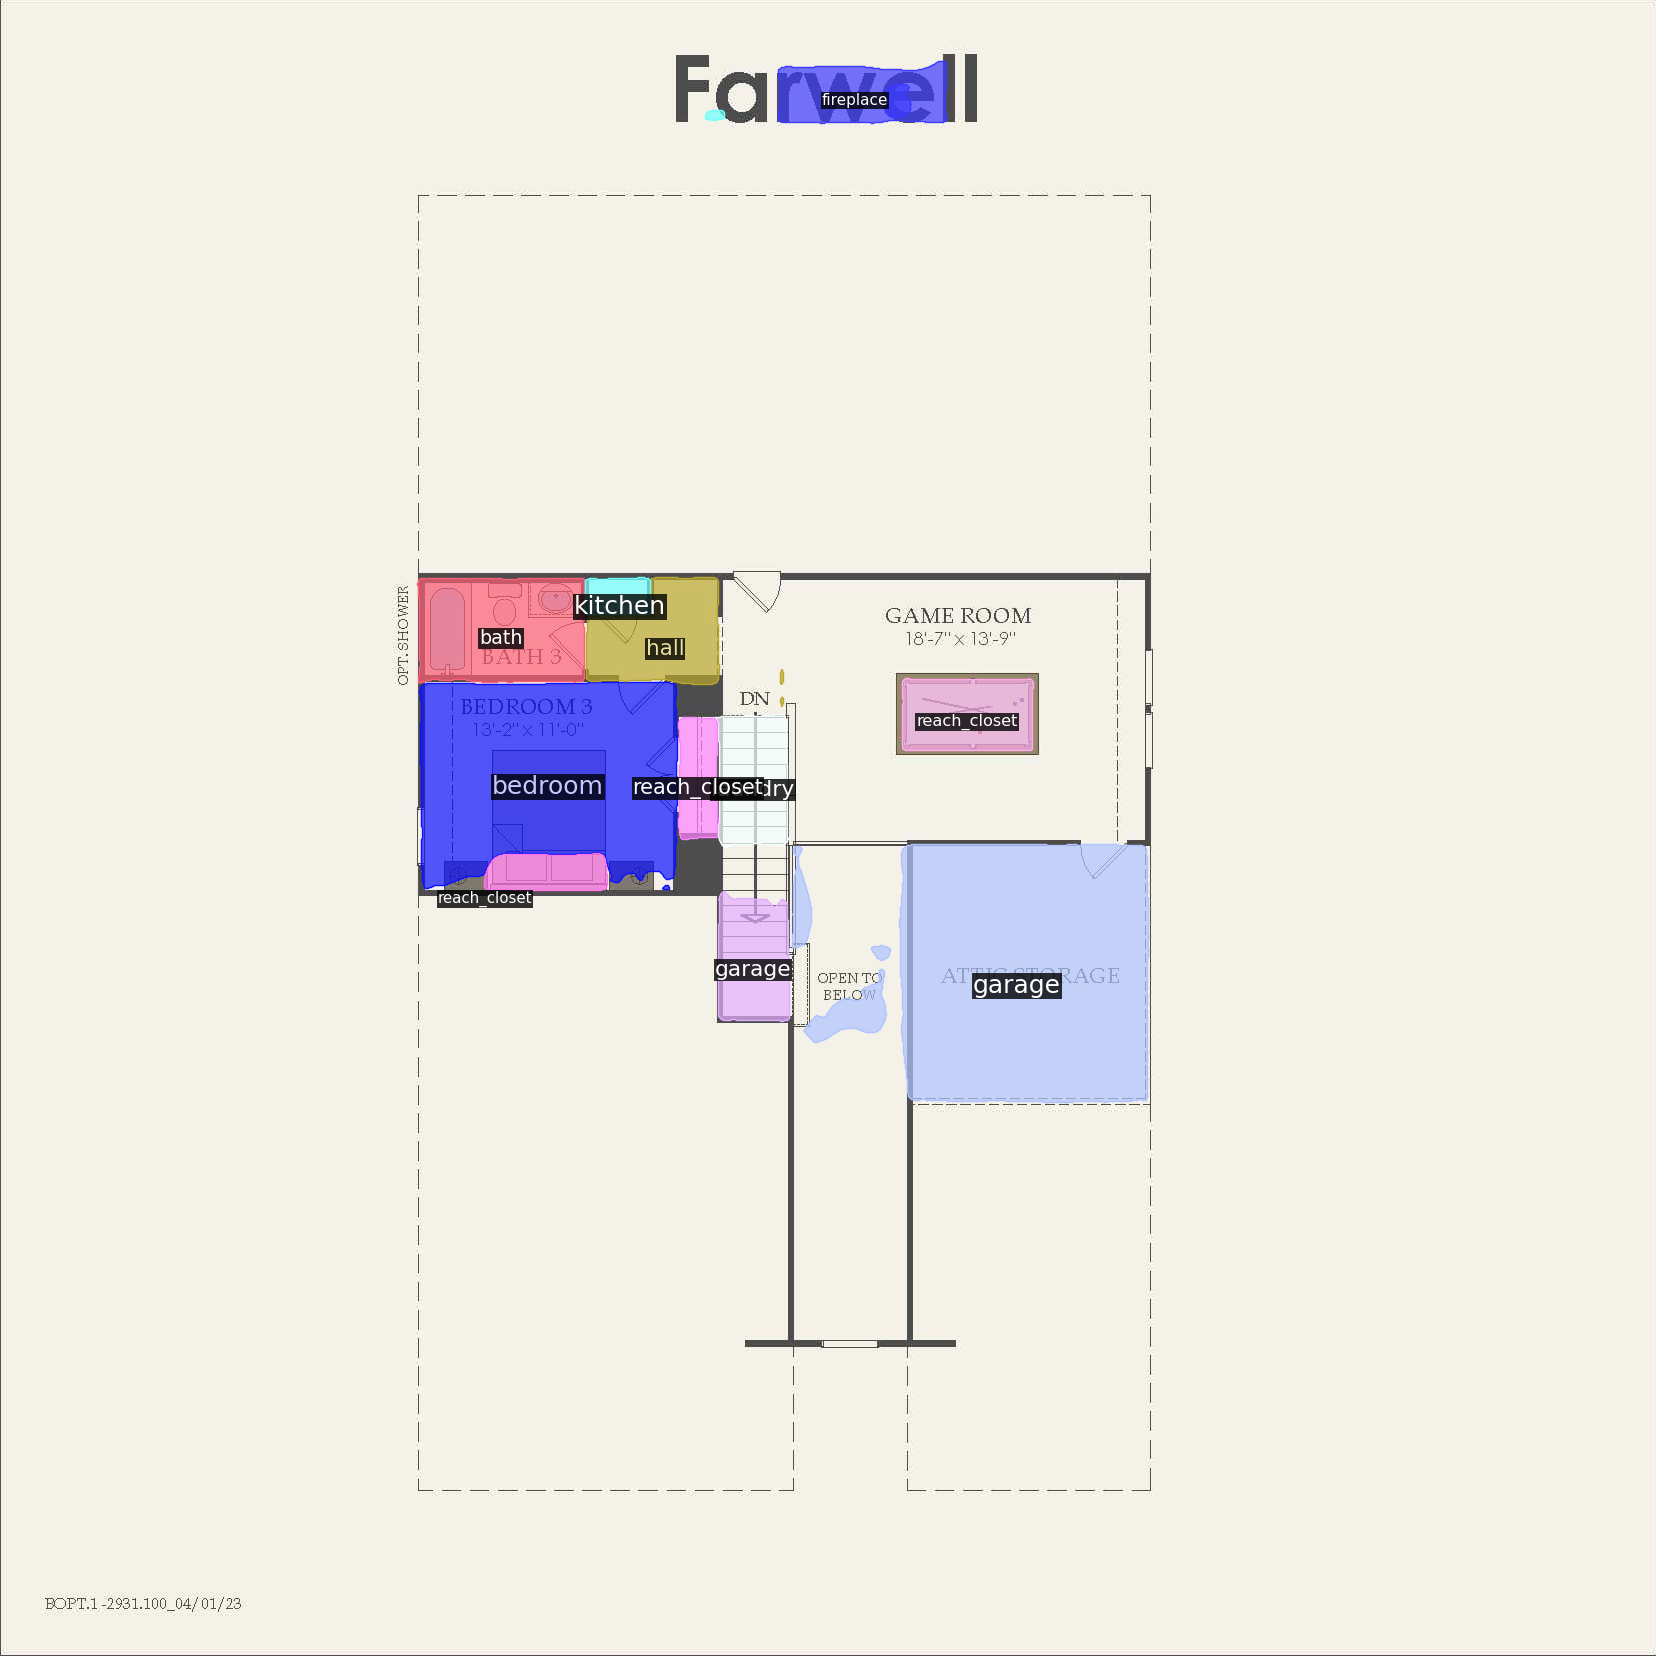 Farwell
fireplace
OPT. SHOWER
kitchen
bath
BATH 3
hall
GAME ROOM
18'-7" x 13'-9"
BEDROOM 3
13'-2" x 11'-0"
DN
reach_closet
bedroom
reach_closet
dry
reach_closet
garage
OPEN TO
BELOW
ATTIC STORAGE
garage
BOPT.1 -2931.100_04/01/23